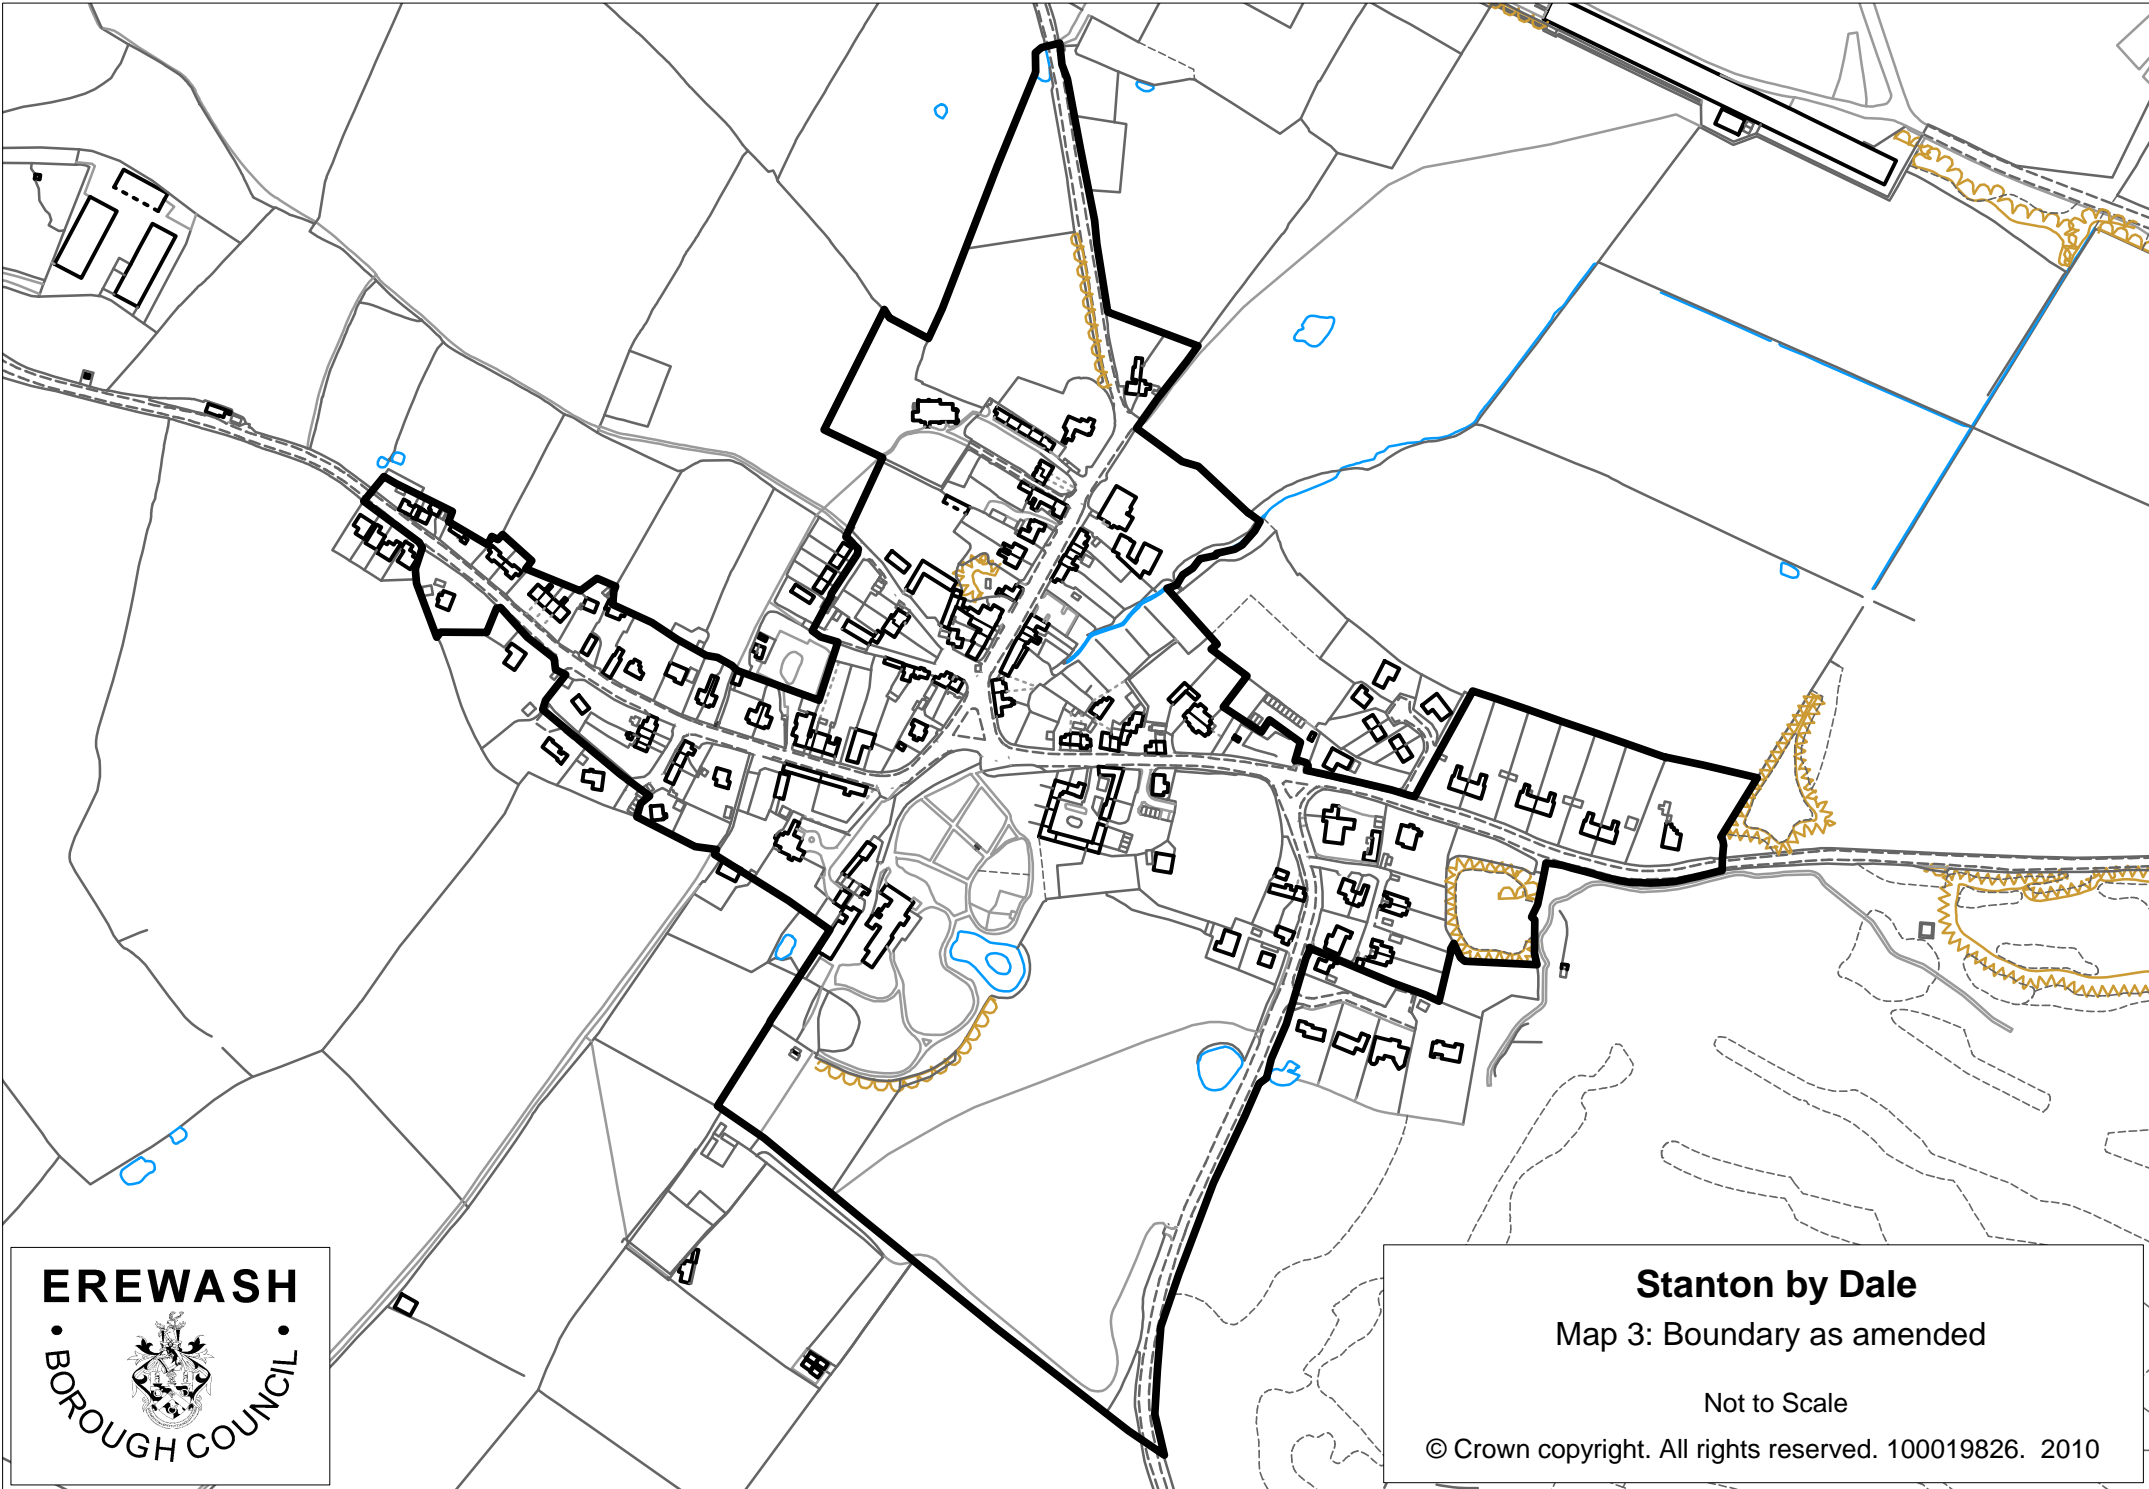 EREWASH
• BOROUGH COUNCIL •
Stanton by Dale
Map 3: Boundary as amended
Not to Scale
© Crown copyright. All rights reserved. 100019826. 2010